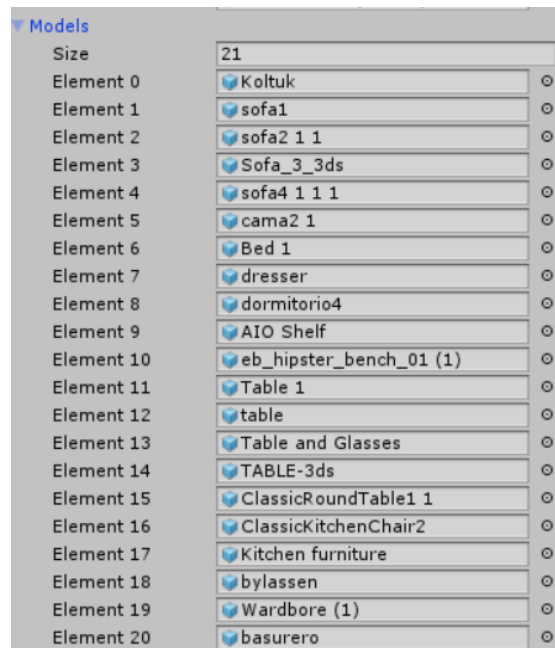 Models
Size 21
Element 0 Koltuk
Element 1 sofa1
Element 2 sofa2 1 1
Element 3 Sofa_3_3ds
Element 4 sofa4 1 1 1
Element 5 cama2 1
Element 6 Bed 1
Element 7 dresser
Element 8 dormitorio4
Element 9 AIO Shelf
Element 10 eb_hipster_bench_01 (1)
Element 11 Table 1
Element 12 table
Element 13 Table and Glasses
Element 14 TABLE-3ds
Element 15 ClassicRoundTable1 1
Element 16 ClassicKitchenChair2
Element 17 Kitchen furniture
Element 18 bylassen
Element 19 Wardbore (1)
Element 20 basurero